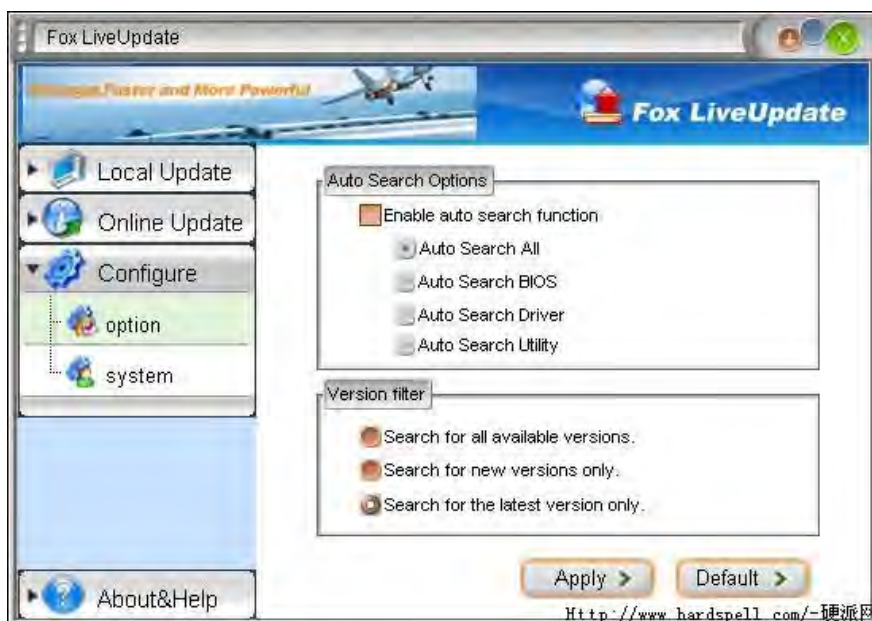 Fox LiveUpdate
Faster and More Powerful
Fox LiveUpdate
Local Update
Online Update
Configure
option
system
About&Help
Auto Search Options
Enable auto search function
Auto Search All
Auto Search BIOS
Auto Search Driver
Auto Search Utility
Version filter
Search for all available versions.
Search for new versions only.
Search for the latest version only.
Apply >
Default >
Http://www.hardspell.com/-硬派网